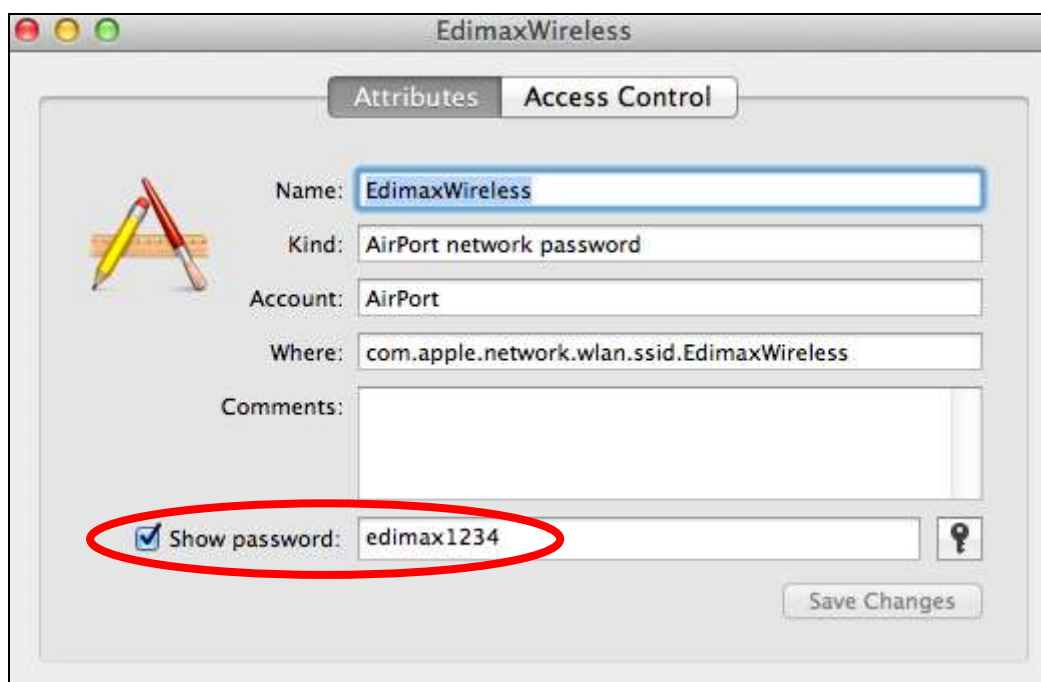 EdimaxWireless
Attributes Access Control
Name: EdimaxWireless
Kind: AirPort network password
Account: AirPort
Where: com.apple.network.wlan.ssid.EdimaxWireless
Comments:
Show password: edimax1234
Save Changes